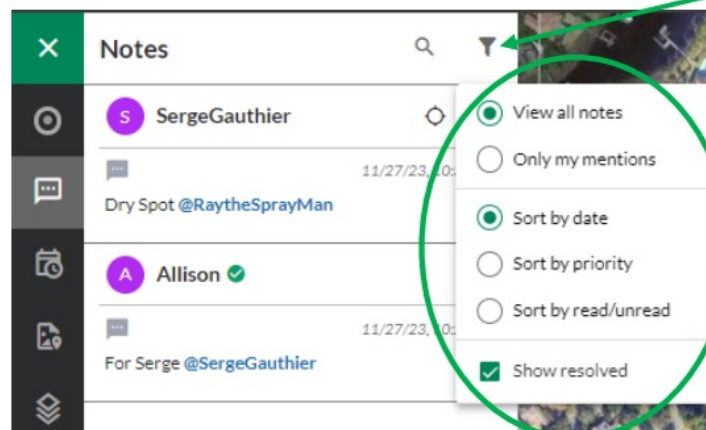 Notes
S SergeGauthier
11/27/23,
Dry Spot @RaytheSprayMan
A Allison
11/27/23,
For Serge @SergeGauthier
View all notes
Only my mentions
Sort by date
Sort by priority
Sort by read/unread
Show resolved